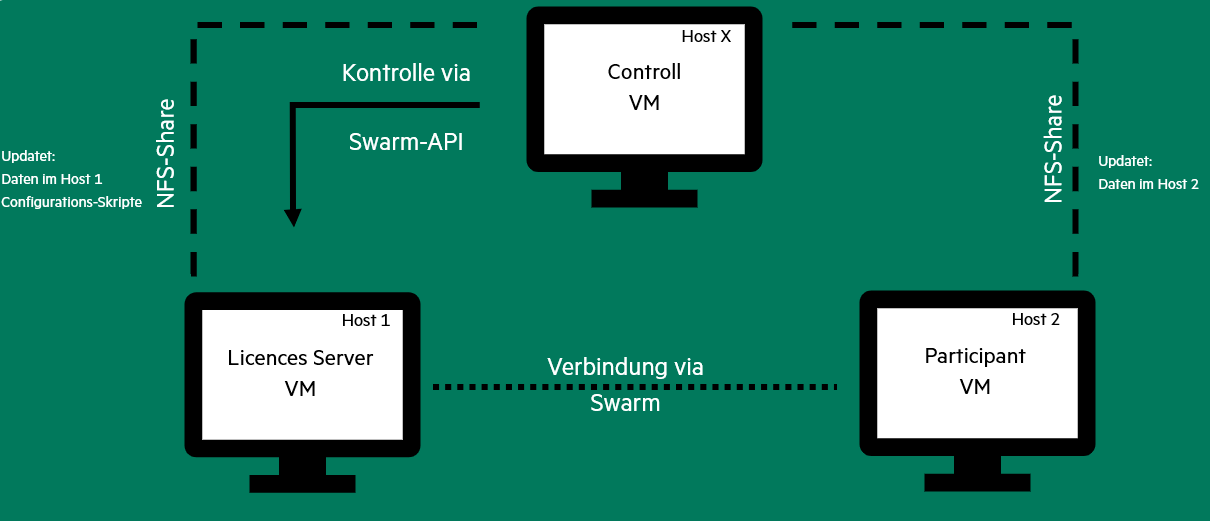 Host X
Controll
VM
Kontrolle via
Swarm-API
NFS-Share
Updatet:
Daten im Host 1
Configurations-Skripte
NFS-Share
Updatet:
Daten im Host 2
Host 1
Licences Server
VM
Verbindung via
Swarm
Host 2
Participant
VM